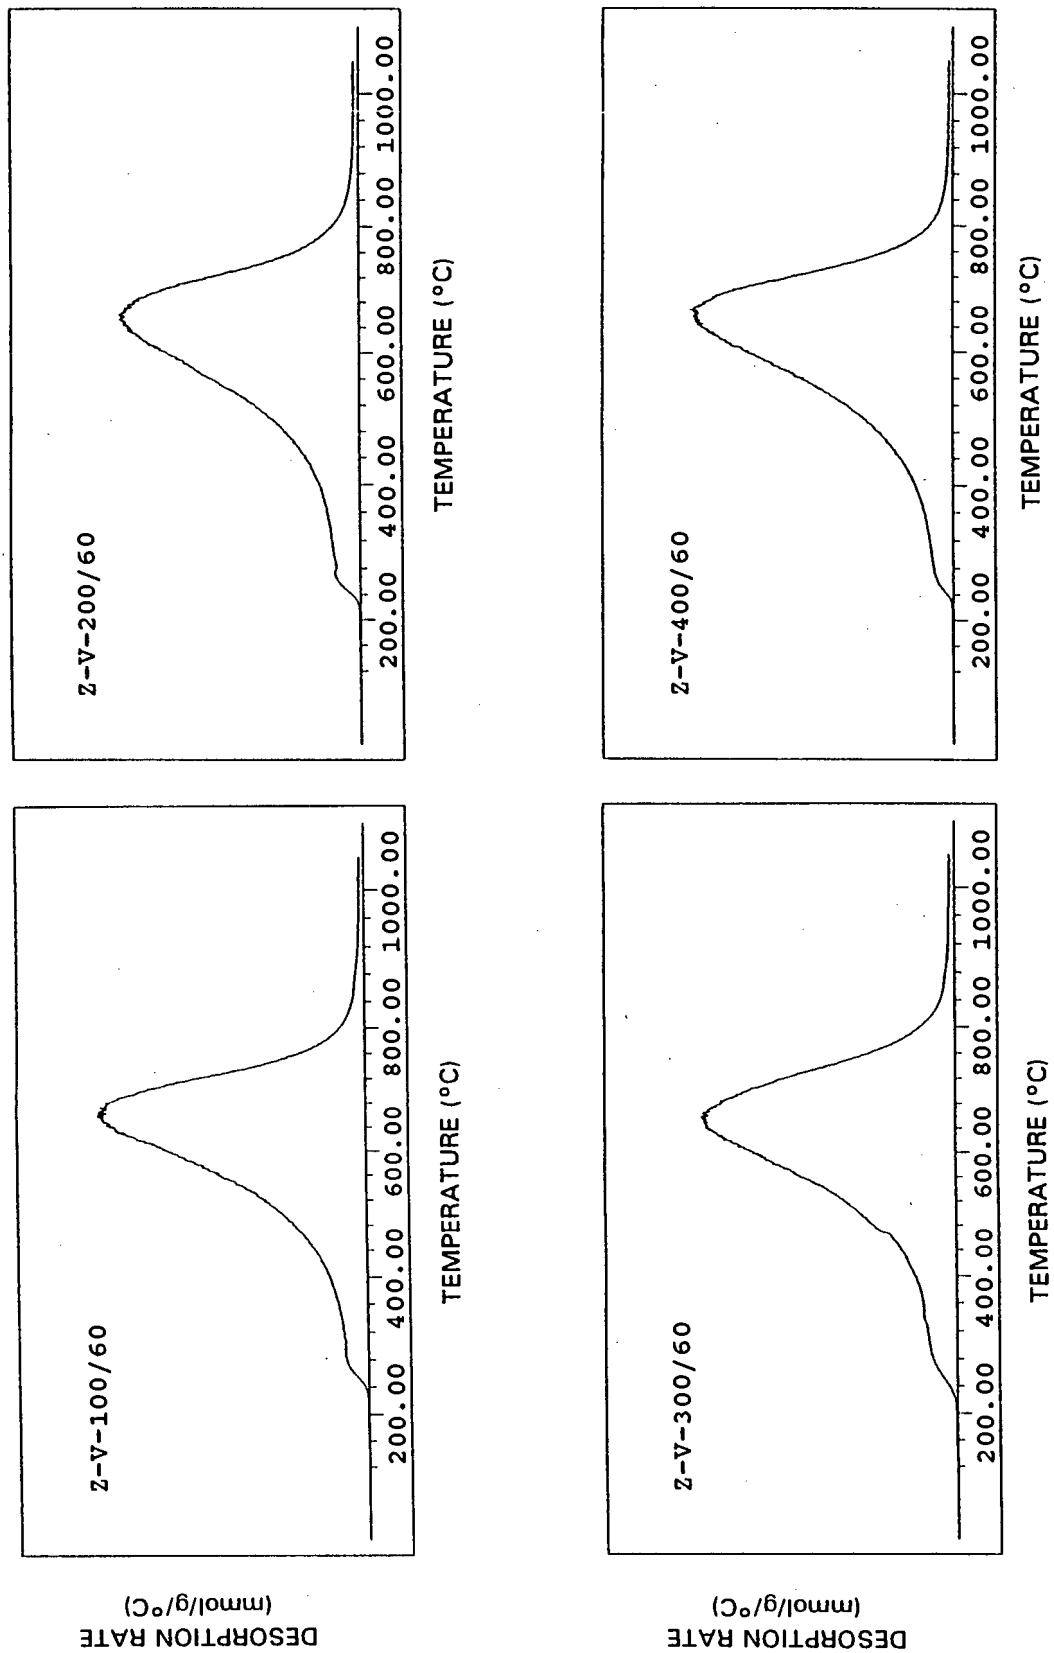 DESORPTION RATE
(mmol/g/°C)
Z-V-100/60
200.00 400.00 600.00 800.00 1000.00
TEMPERATURE (°C)
Z-V-200/60
200.00 400.00 600.00 800.00 1000.00
TEMPERATURE (°C)
DESORPTION RATE
(mmol/g/°C)
Z-V-300/60
200.00 400.00 600.00 800.00 1000.00
TEMPERATURE (°C)
Z-V-400/60
200.00 400.00 600.00 800.00 1000.00
TEMPERATURE (°C)